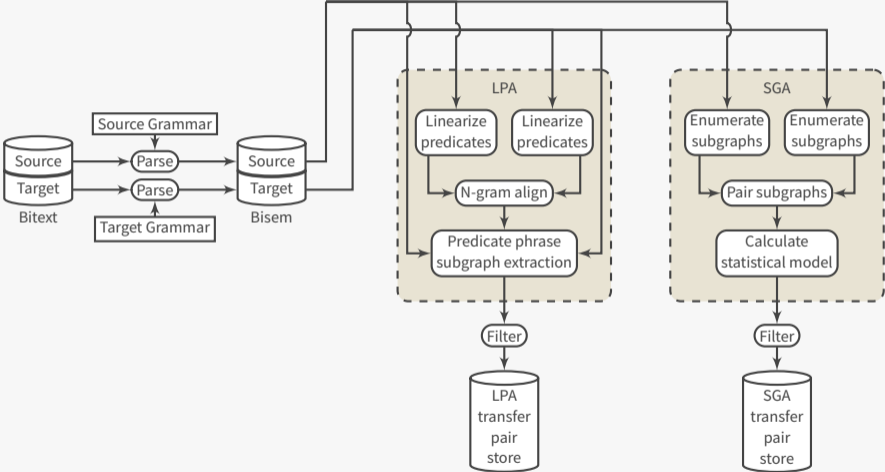 Source Grammar
Source
Parse
Source
Target
Parse
Target
Bitext
Bisem
Target Grammar
LPA
Linearize
predicates
Linearize
predicates
N-gram align
Predicate phrase
subgraph extraction
Filter
LPA
transfer
pair
store
SGA
Enumerate
subgraphs
Enumerate
subgraphs
Pair subgraphs
Calculate
statistical model
Filter
SGA
transfer
pair
store